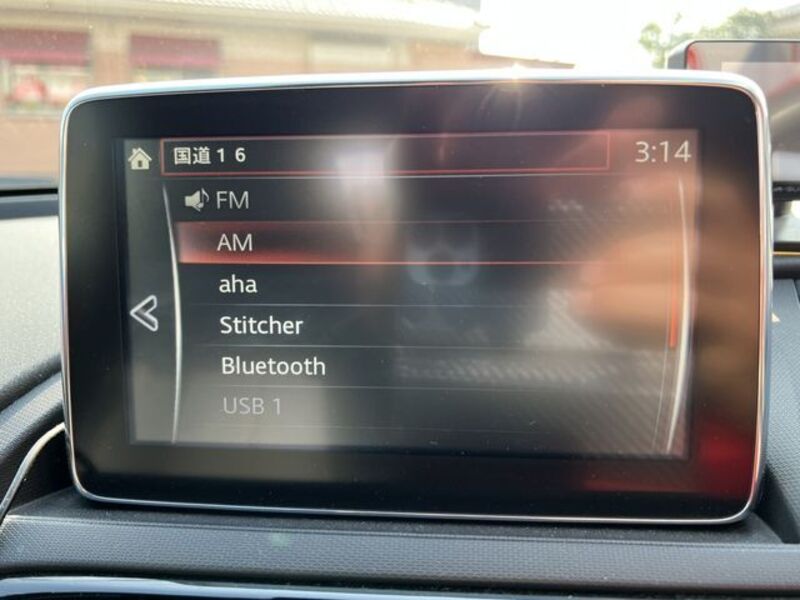 国道１６
3:14
FM
AM
aha
Stitcher
Bluetooth
USB 1